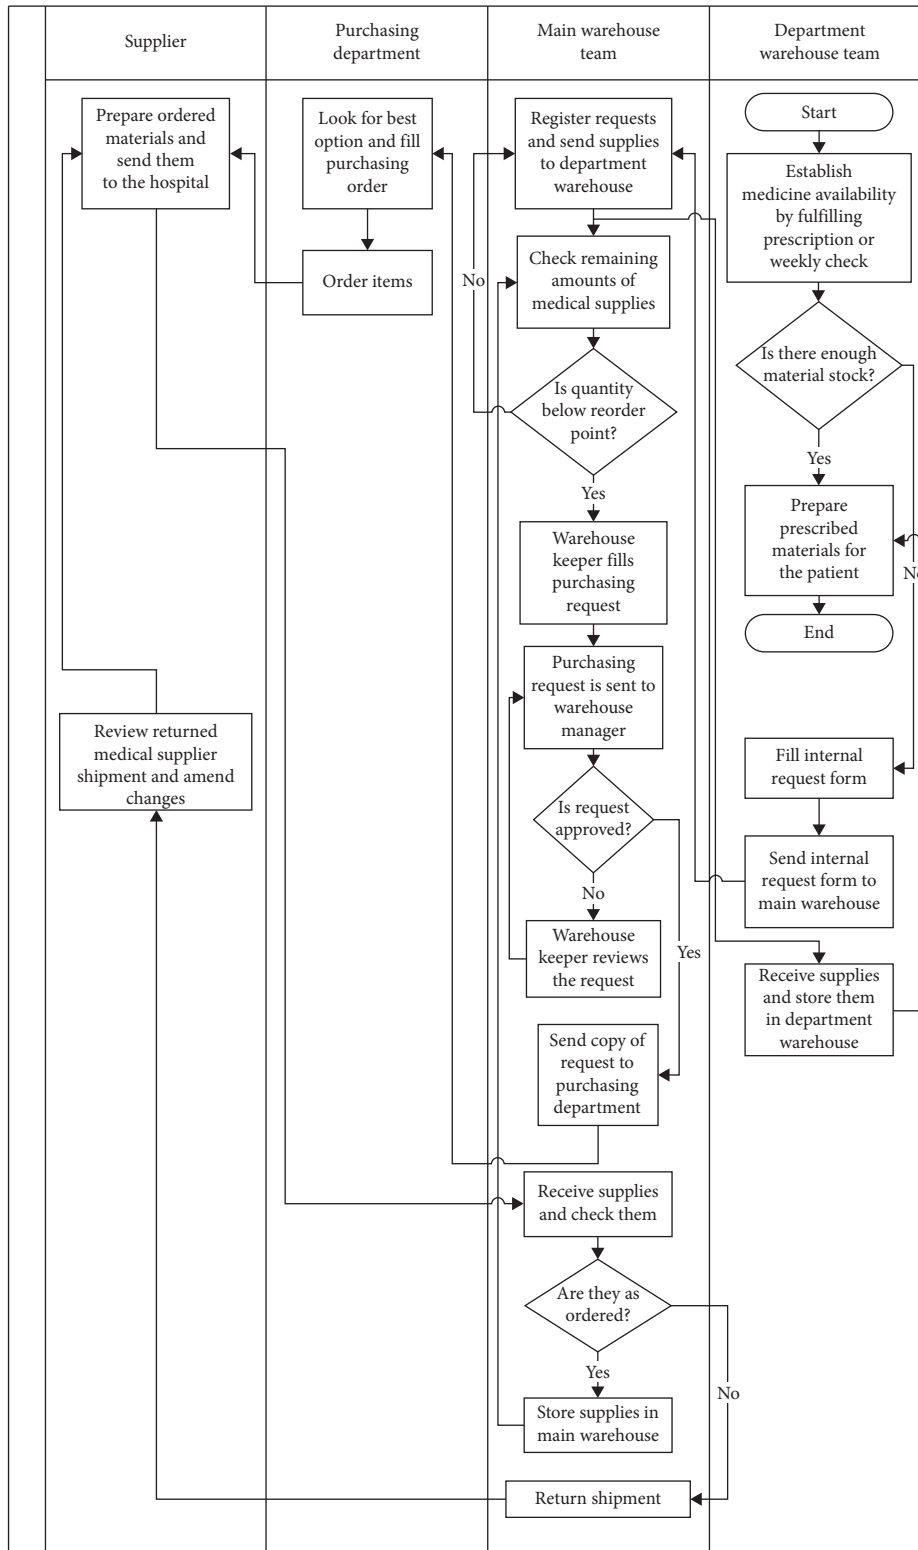 Supplier
Purchasing
department
Main warehouse
team
Department
warehouse team
Prepare ordered
materials and
send them
to the hospital
Review returned
medical supplier
shipment and amend
changes
Look for best
option and fill
purchasing
order
Order items
Register requests
and send supplies
to department
warehouse
Check remaining
amounts of
medical supplies
No
Is quantity
below reorder
point?
Yes
Warehouse
keeper fills
purchasing
request
Purchasing
request is sent to
warehouse
manager
Is request
approved?
No
Yes
Warehouse
keeper reviews
the request
Send copy of
request to
purchasing
department
Receive supplies
and check them
Are they as
ordered?
Yes
No
Store supplies in
main warehouse
Return shipment
Start
Establish
medicine availability
by fulfilling
prescription or
weekly check
Is there enough
material stock?
Yes
No
Prepare
prescribed
materials for
the patient
End
Fill internal
request form
Send internal
request form to
main warehouse
Receive supplies
and store them
in department
warehouse